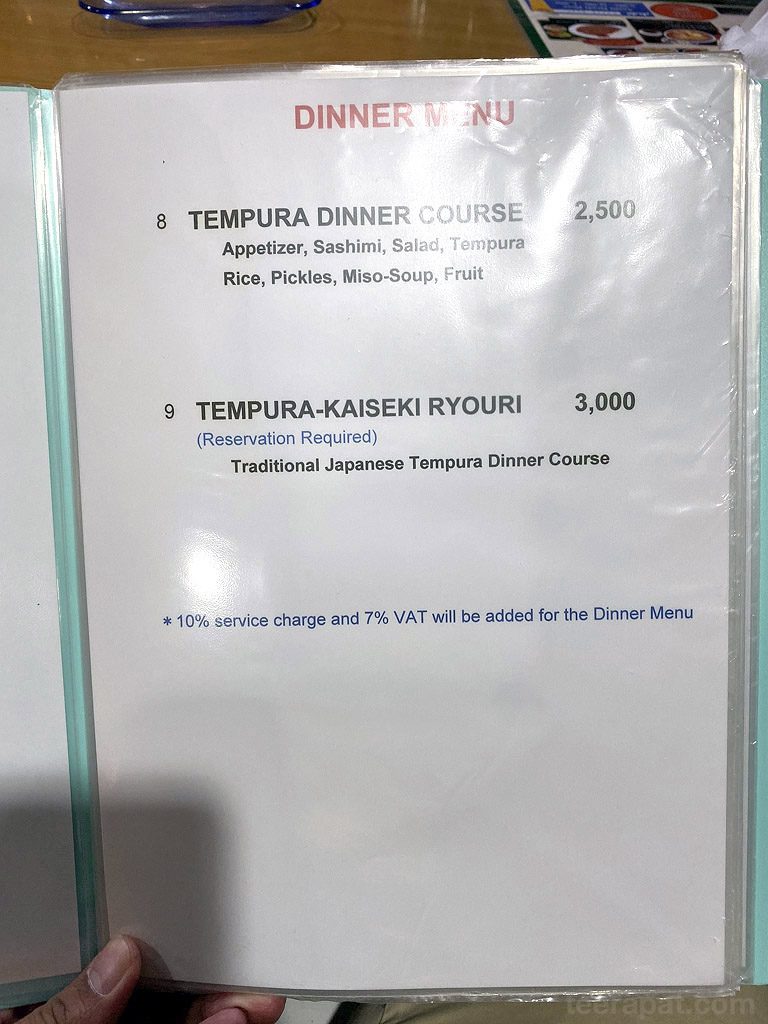 DINNER MENU
8 TEMPURA DINNER COURSE 2,500
Appetizer, Sashimi, Salad, Tempura
Rice, Pickles, Miso-Soup, Fruit
9 TEMPURA-KAISEKI RYOURI 3,000
(Reservation Required)
Traditional Japanese Tempura Dinner Course
* 10% service charge and 7% VAT will be added for the Dinner Menu
teerapat.com